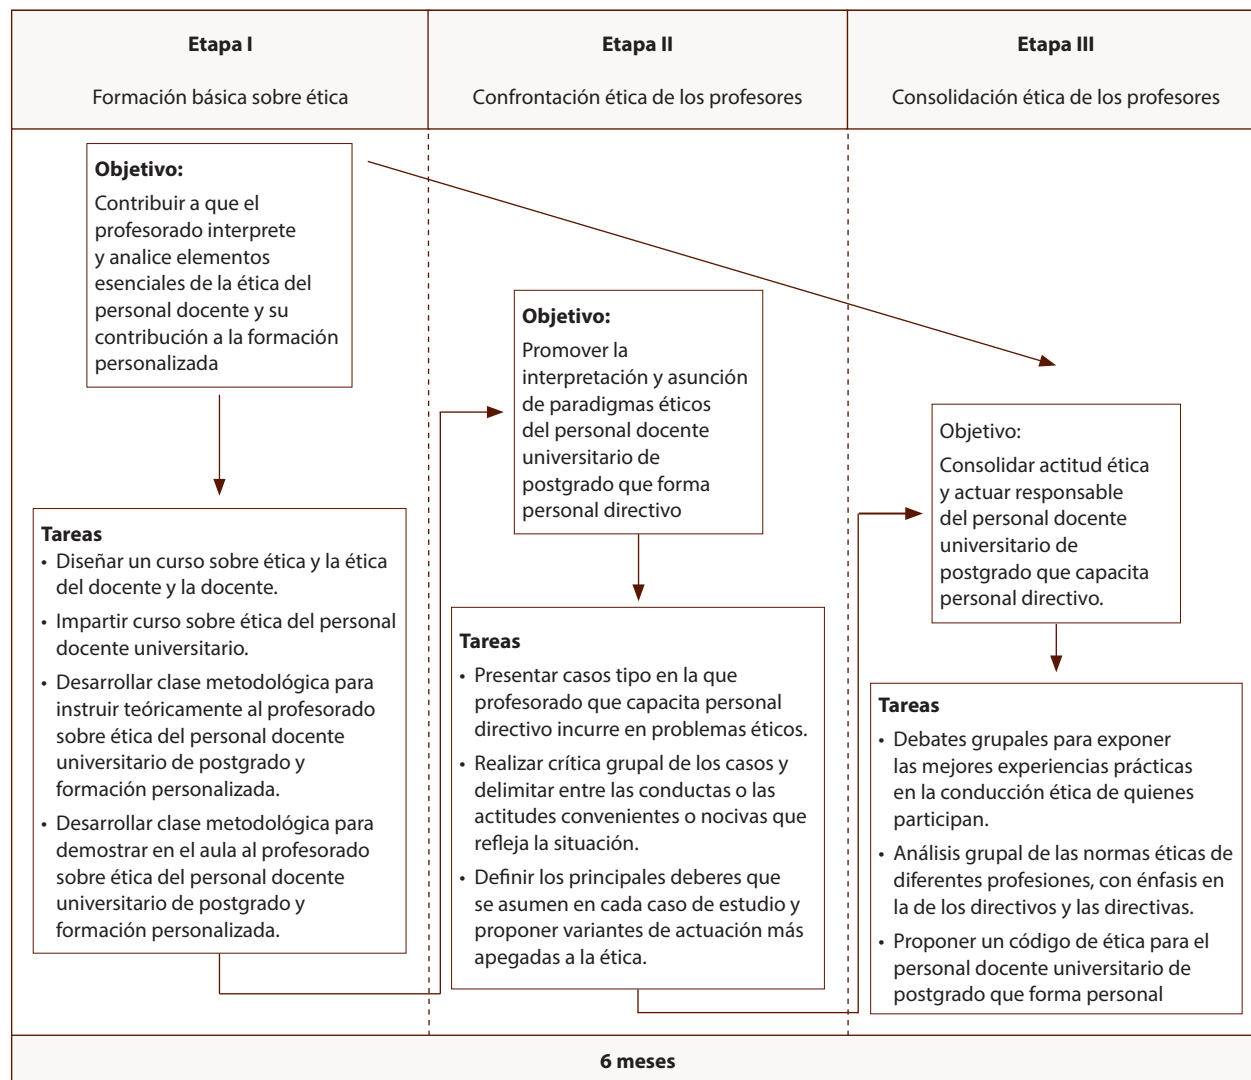 Etapa I
Formación básica sobre ética
Etapa II
Confrontación ética de los profesores
Etapa III
Consolidación ética de los profesores
Objetivo:
Contribuir a que el
profesorado interprete
y analice elementos
esenciales de la ética del
personal docente y su
contribución a la formación
personalizada
Tareas
• Diseñar un curso sobre ética y la ética
del docente y la docente.
• Impartir curso sobre ética del personal
docente universitario.
• Desarrollar clase metodológica para
instruir teóricamente al profesorado
sobre ética del personal docente
universitario de postgrado y
formación personalizada.
• Desarrollar clase metodológica para
demostrar en el aula al profesorado
sobre ética del personal docente
universitario de postgrado y
formación personalizada.
Objetivo:
Promover la
interpretación y asunción
de paradigmas éticos
del personal docente
universitario de
postgrado que forma
personal directivo
Tareas
• Presentar casos tipo en la que
profesorado que capacita personal
directivo incurre en problemas éticos.
• Realizar crítica grupal de los casos y
delimitar entre las conductas o las
actitudes convenientes o nocivas que
refleja la situación.
• Definir los principales deberes que
se asumen en cada caso de estudio y
proponer variantes de actuación más
apegadas a la ética.
Objetivo:
Consolidar actitud ética
y actuar responsable
del personal docente
universitario de
postgrado que capacita
personal directivo.
Tareas
• Debates grupales para exponer
las mejores experiencias prácticas
en la conducción ética de quienes
participan.
• Análisis grupal de las normas éticas de
diferentes profesiones, con énfasis en
la de los directivos y las directivas.
• Proponer un código de ética para el
personal docente universitario de
postgrado que forma personal
6 meses